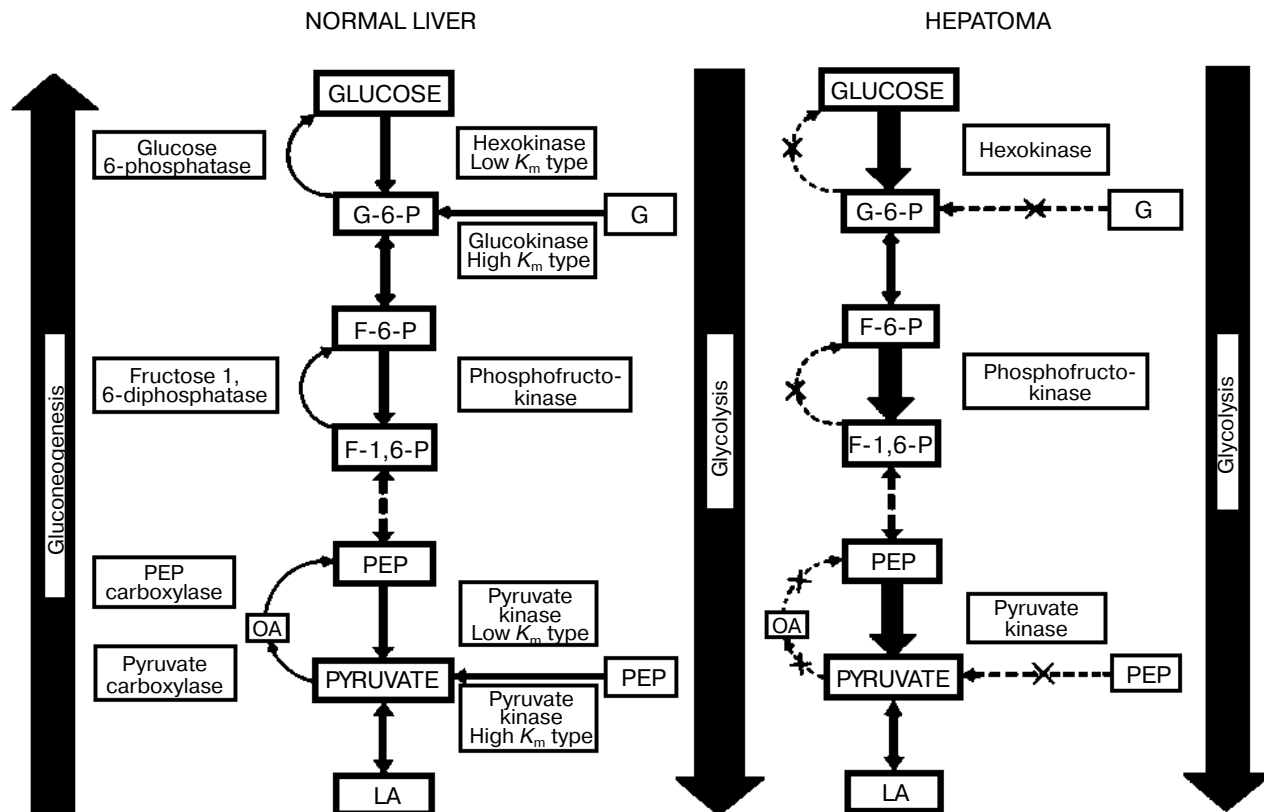 NORMAL LIVER
HEPATOMA
GLUCOSE
Glucose
6-phosphatase
Hexokinase
Low Km type
G-6-P
G
Glucokinase
High Km type
F-6-P
Fructose 1,
6-diphosphatase
Phosphofructo-
kinase
F-1,6-P
PEP
PEP
carboxylase
OA
Pyruvate
kinase
Low Km type
Pyruvate
carboxylase
PYRUVATE
PEP
Pyruvate
kinase
High Km type
LA
Gluconeogenesis
Glycolysis
GLUCOSE
Hexokinase
G-6-P
G
F-6-P
Phosphofructo-
kinase
F-1,6-P
PEP
OA
Pyruvate
kinase
PYRUVATE
PEP
LA
Glycolysis